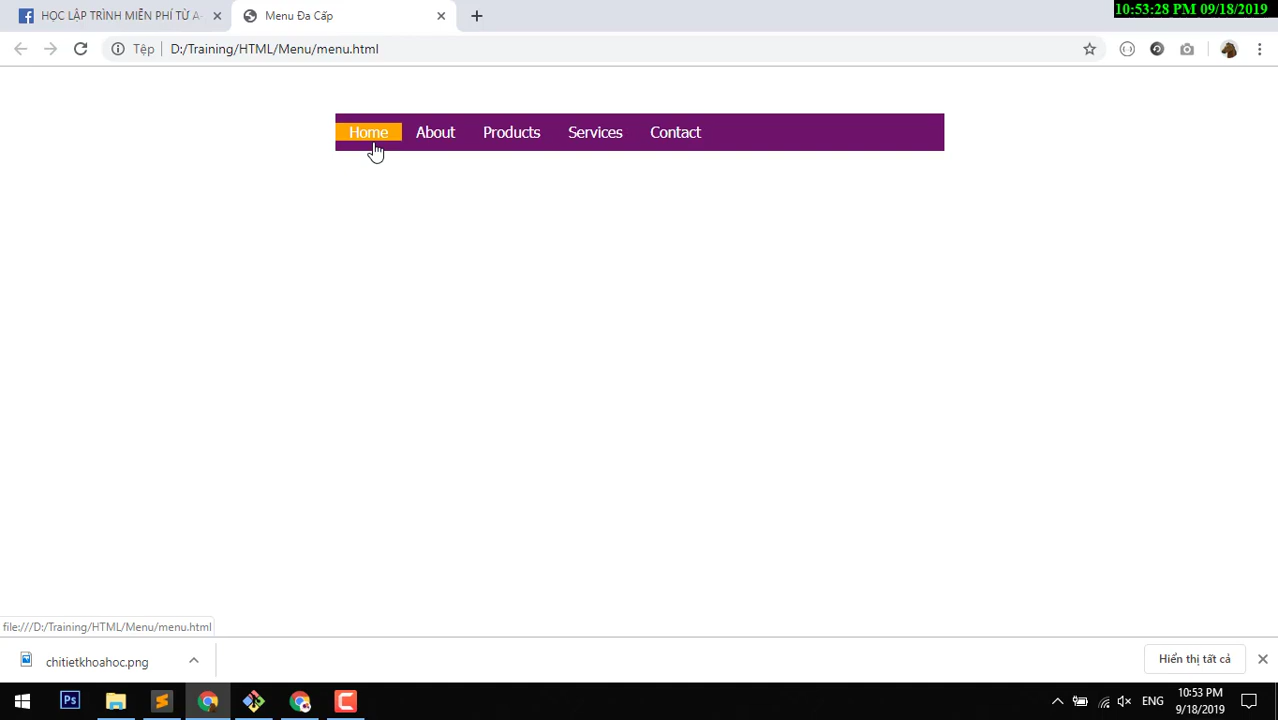 10:53:28 PM 09/18/2019
HỌC LẬP TRÌNH MIỄN PHÍ TỪ A-
Menu Đa Cấp
Tệp
D:/Training/HTML/Menu/menu.html
Home
About
Products
Services
Contact
file:///D:/Training/HTML/Menu/menu.html
chitietkhoahoc.png
Hiển thị tất cả
Ps
ENG
10:53 PM
9/18/2019